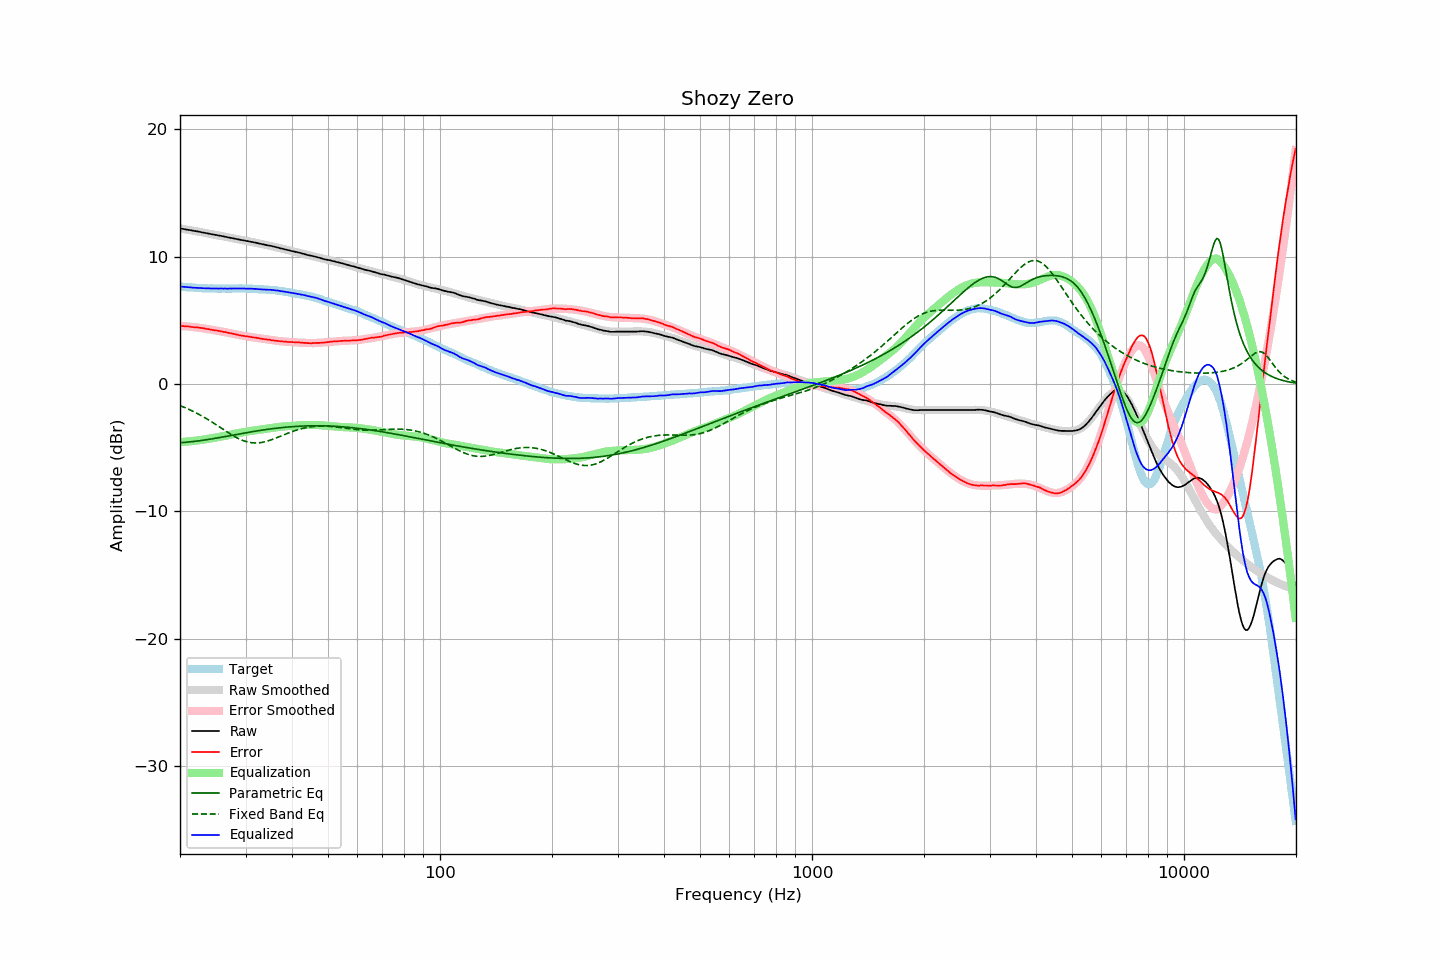 Shozy Zero
20
10
0
−10
−20
−30
Amplitude (dBr)
Target
Raw Smoothed
Error Smoothed
Raw
Error
Equalization
Parametric Eq
Fixed Band Eq
Equalized
100
1000
10000
Frequency (Hz)